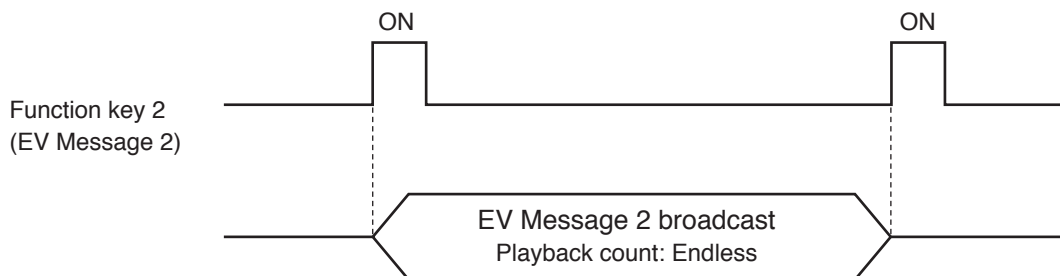 ON
ON
Function key 2
(EV Message 2)
EV Message 2 broadcast
Playback count: Endless